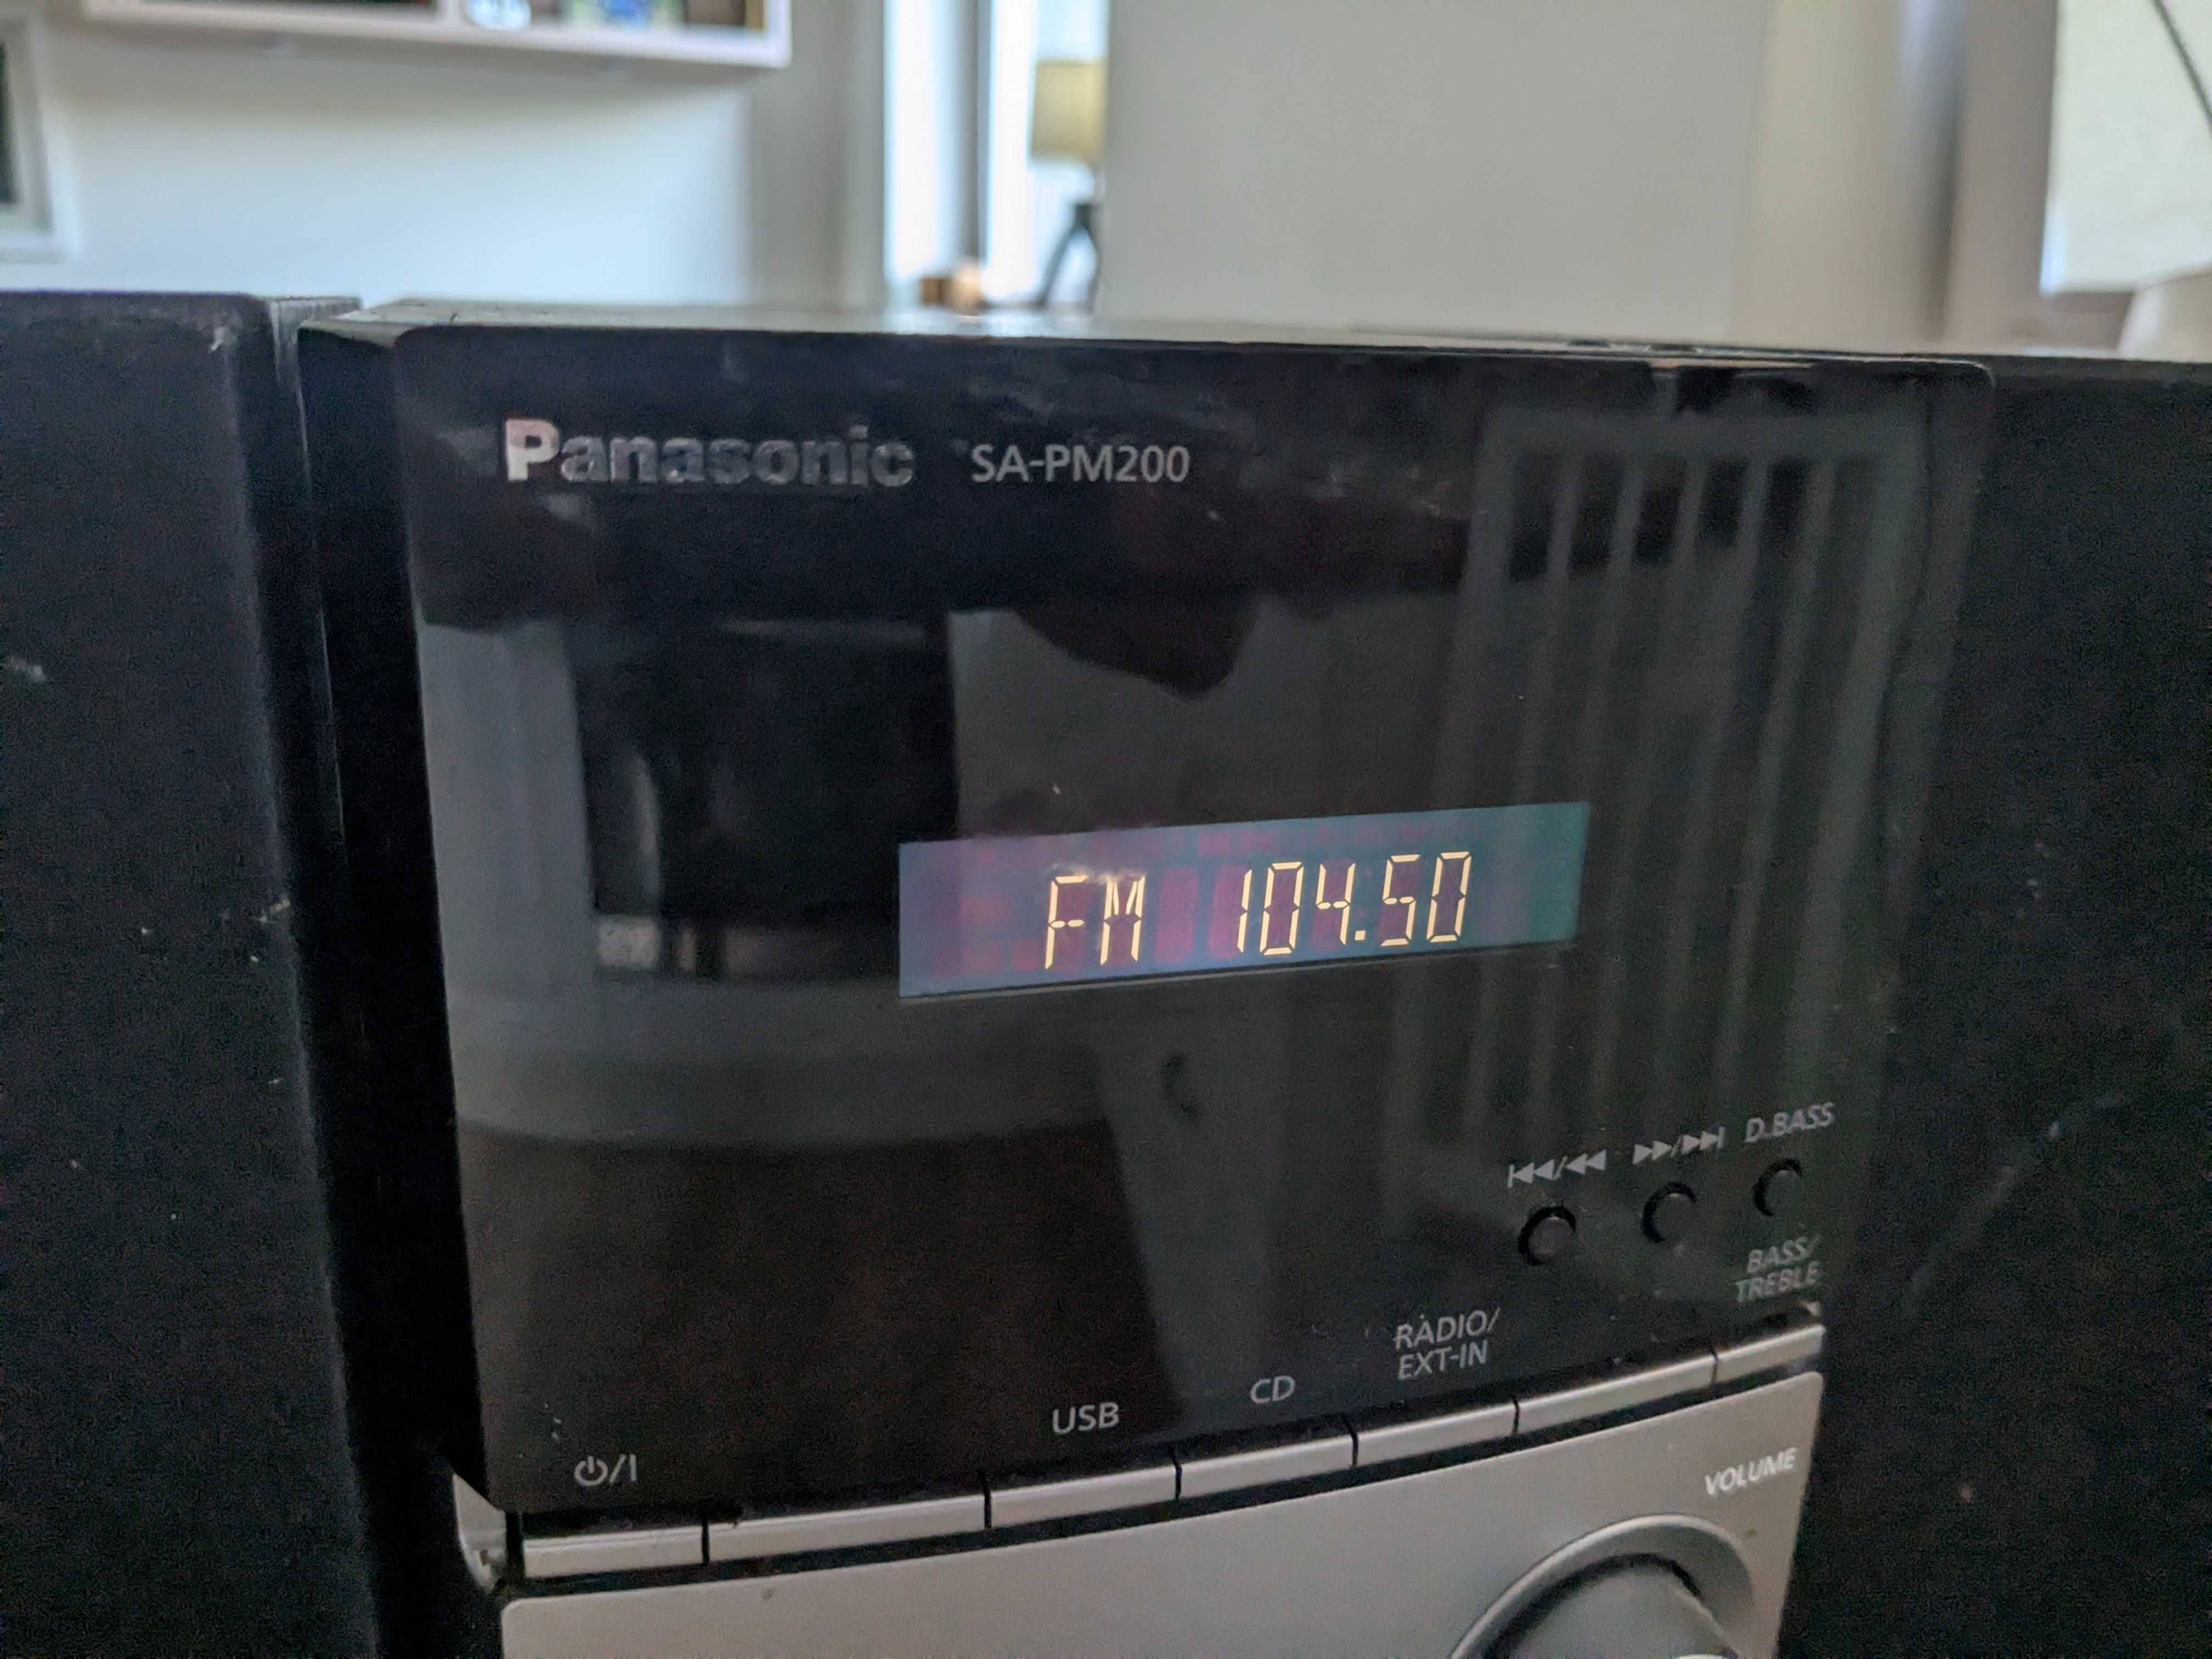 Panasonic SA-PM200
FM 104.50
D.BASS
BASS/
TREBLE
RADIO/
EXT-IN
CD
USB
⏻/I
VOLUME